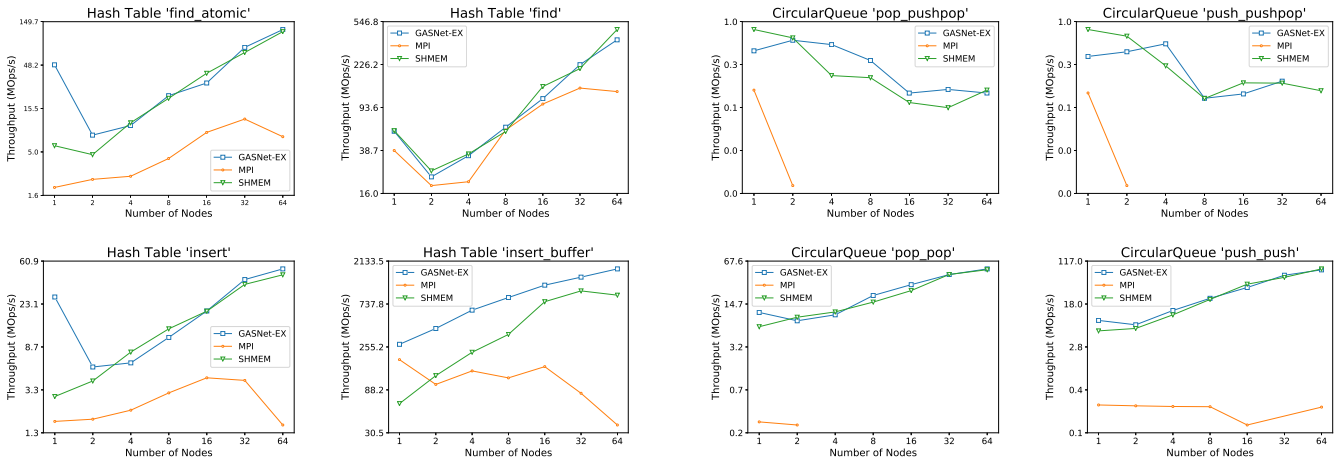 Hash Table 'find_atomic'
149.7
48.2
15.5
5.0
1.6
Throughput (MOps/s)
GASNet-EX
MPI
SHMEM
1 2 4 8 16 32 64
Number of Nodes
Hash Table 'find'
546.8
226.2
93.6
38.7
16.0
Throughput (MOps/s)
GASNet-EX
MPI
SHMEM
1 2 4 8 16 32 64
Number of Nodes
CircularQueue 'pop_pushpop'
1.0
0.3
0.1
0.0
0.0
Throughput (MOps/s)
GASNet-EX
MPI
SHMEM
1 2 4 8 16 32 64
Number of Nodes
CircularQueue 'push_pushpop'
1.0
0.3
0.1
0.0
0.0
Throughput (MOps/s)
GASNet-EX
MPI
SHMEM
1 2 4 8 16 32 64
Number of Nodes
Hash Table 'insert'
60.9
23.1
8.7
3.3
1.3
Throughput (MOps/s)
GASNet-EX
MPI
SHMEM
1 2 4 8 16 32 64
Number of Nodes
Hash Table 'insert_buffer'
2133.5
737.8
255.2
88.2
30.5
Throughput (MOps/s)
GASNet-EX
MPI
SHMEM
1 2 4 8 16 32 64
Number of Nodes
CircularQueue 'pop_pop'
67.6
14.7
3.2
0.7
0.2
Throughput (MOps/s)
GASNet-EX
MPI
SHMEM
1 2 4 8 16 32 64
Number of Nodes
CircularQueue 'push_push'
117.0
18.0
2.8
0.4
0.1
Throughput (MOps/s)
GASNet-EX
MPI
SHMEM
1 2 4 8 16 32 64
Number of Nodes